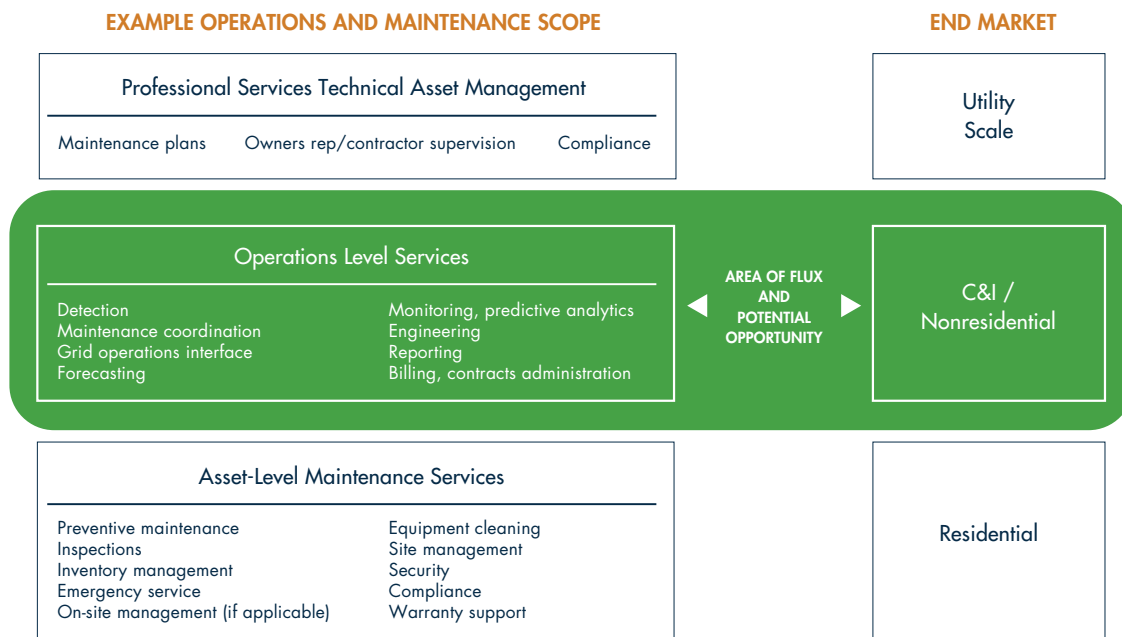 EXAMPLE OPERATIONS AND MAINTENANCE SCOPE
END MARKET
Professional Services Technical Asset Management
Maintenance plans
Owners rep/contractor supervision
Compliance
Utility
Scale
Operations Level Services
Detection
Maintenance coordination
Grid operations interface
Forecasting
Monitoring, predictive analytics
Engineering
Reporting
Billing, contracts administration
AREA OF FLUX
AND
POTENTIAL
OPPORTUNITY
C&I /
Nonresidential
Asset-Level Maintenance Services
Preventive maintenance
Inspections
Inventory management
Emergency service
On-site management (if applicable)
Equipment cleaning
Site management
Security
Compliance
Warranty support
Residential